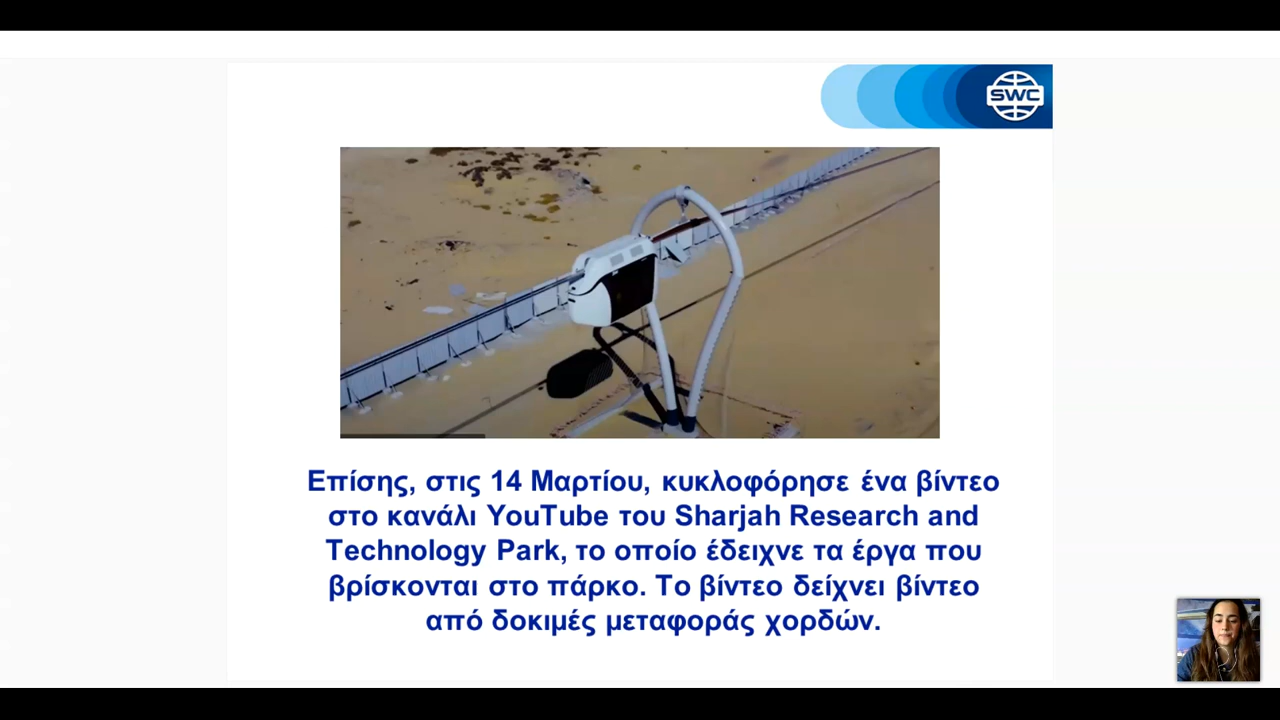 SWC
Επίσης, στις 14 Μαρτίου, κυκλοφόρησε ένα βίντεο
στο κανάλι YouTube του Sharjah Research and
Technology Park, το οποίο έδειχνε τα έργα που
βρίσκονται στο πάρκο. Το βίντεο δείχνει βίντεο
από δοκιμές μεταφοράς χορδών.